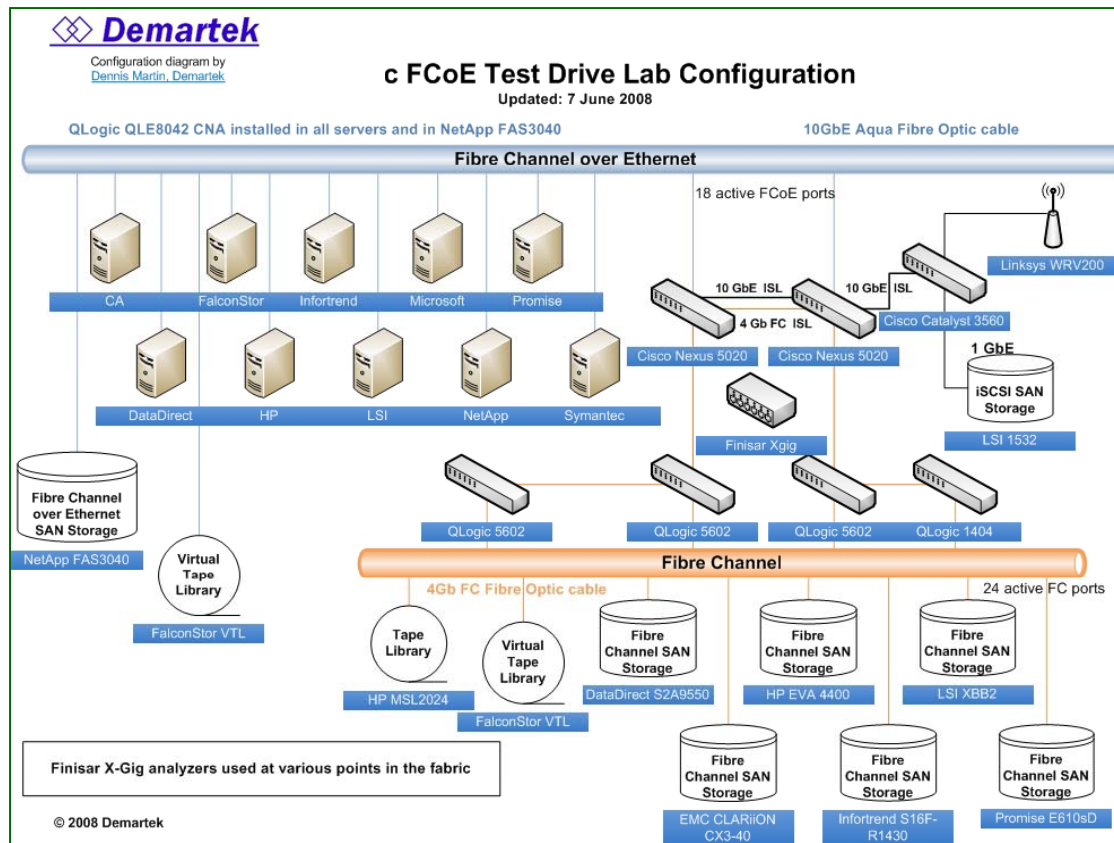 Demartek
Configuration diagram by
Dennis Martin, Demartek
c FCoE Test Drive Lab Configuration
Updated: 7 June 2008
QLogic QLE8042 CNA installed in all servers and in NetApp FAS3040
10GbE Aqua Fibre Optic cable
Fibre Channel over Ethernet
18 active FCoE ports
Linksys WRV200
CA
FalconStor
Infortrend
Microsoft
Promise
10 GbE ISL
10 GbE ISL
4 Gb FC ISL
Cisco Catalyst 3560
Cisco Nexus 5020
Cisco Nexus 5020
1 GbE
iSCSI SAN
Storage
LSI 1532
DataDirect
HP
LSI
NetApp
Symantec
Finisar Xgig
Fibre Channel
over Ethernet
SAN Storage
NetApp FAS3040
QLogic 5602
QLogic 5602
QLogic 5602
QLogic 1404
Virtual
Tape
Library
FalconStor VTL
Fibre Channel
4Gb FC Fibre Optic cable
24 active FC ports
Tape
Library
HP MSL2024
Virtual
Tape
Library
FalconStor VTL
Fibre
Channel SAN
Storage
DataDirect S2A9550
Fibre
Channel SAN
Storage
HP EVA 4400
Fibre
Channel SAN
Storage
LSI XBB2
Fibre
Channel SAN
Storage
EMC CLARiiON
CX3-40
Fibre
Channel SAN
Storage
Infortrend S16F-
R1430
Fibre
Channel SAN
Storage
Promise E610sD
Finisar X-Gig analyzers used at various points in the fabric
© 2008 Demartek